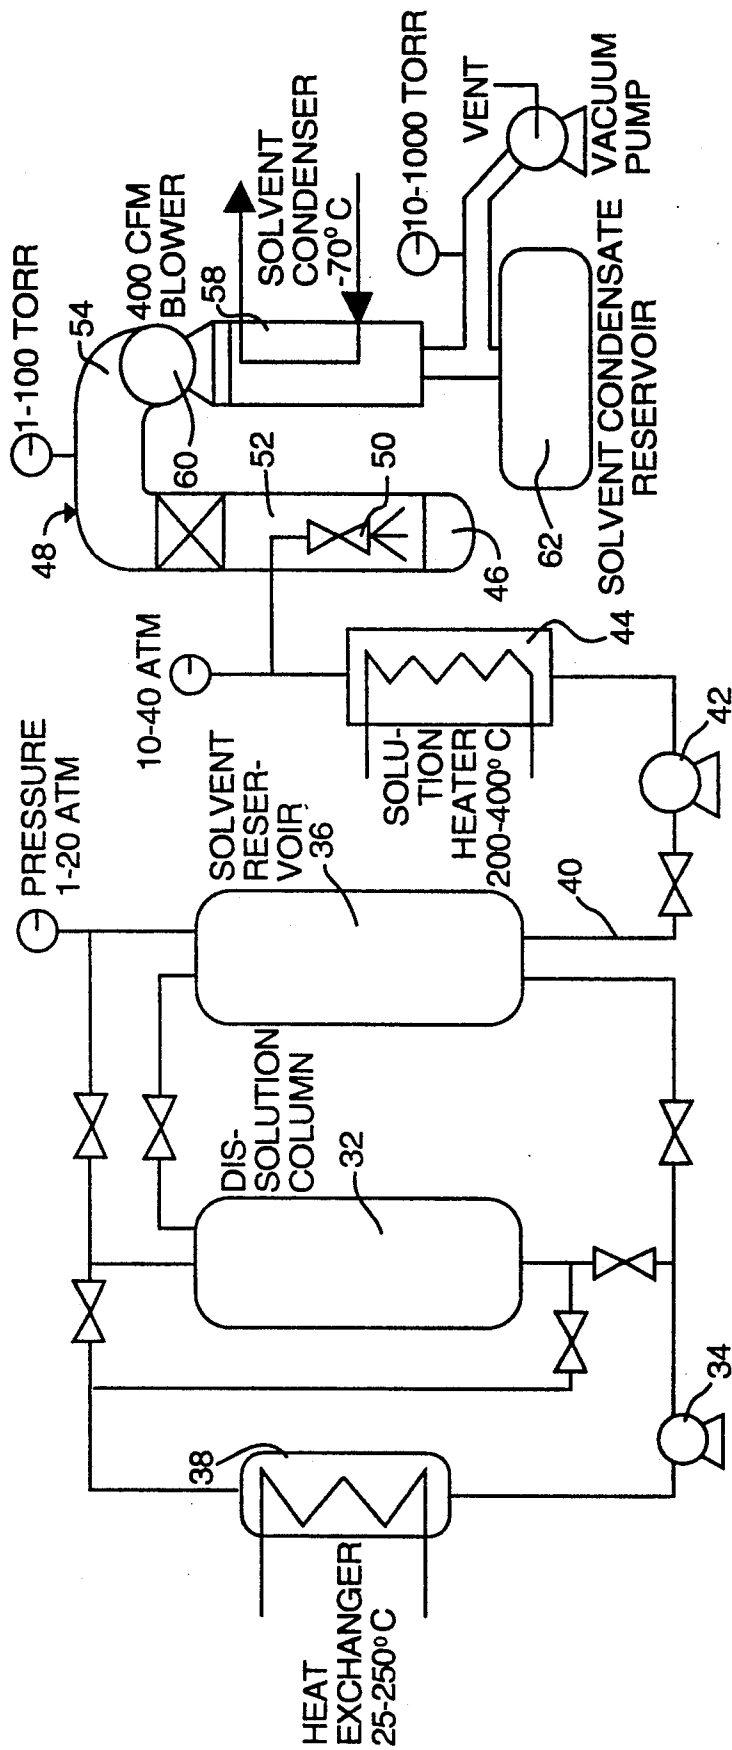 PRESSURE
1-20 ATM
10-40 ATM
48
1-100 TORR
54
400 CFM
BLOWER
58
SOLVENT
CONDENSER
-70°C
10-1000 TORR
VENT
VACUUM
PUMP
60
52
50
46
62
SOLVENT CONDENSATE
RESERVOIR
44
SOLU-
TION
HEATER
200-400°C
42
SOLVENT
RESER-
VOIR
36
40
DIS-
SOLUTION
COLUMN
32
38
34
HEAT
EXCHANGER
25-250°C